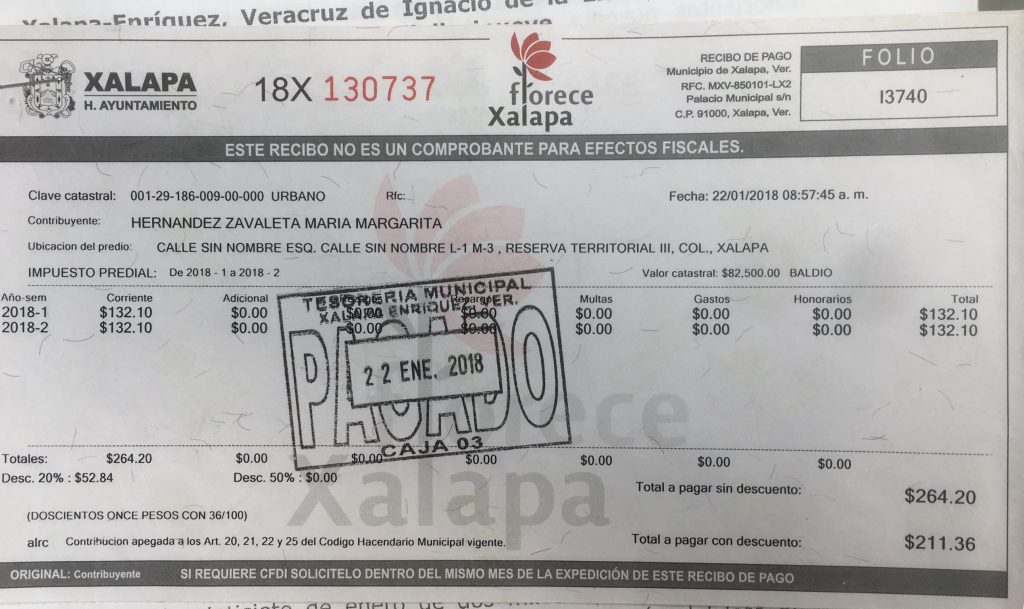 Xalapa-Enríquez, Veracruz de Ignacio de la
XALAPA
H. AYUNTAMIENTO
18X 130737
florece
Xalapa
RECIBO DE PAGO
Municipio de Xalapa, Ver.
RFC. MXV-850101-LX2
Palacio Municipal s/n
C.P. 91000, Xalapa, Ver.
FOLIO
I3740
ESTE RECIBO NO ES UN COMPROBANTE PARA EFECTOS FISCALES.
Clave catastral: 001-29-186-009-00-000 URBANO Rfc: Fecha: 22/01/2018 08:57:45 a. m.
Contribuyente: HERNANDEZ ZAVALETA MARIA MARGARITA
Ubicacion del predio: CALLE SIN NOMBRE ESQ. CALLE SIN NOMBRE L-1 M-3 , RESERVA TERRITORIAL III, COL., XALAPA
IMPUESTO PREDIAL: De 2018 - 1 a 2018 - 2 Valor catastral: $82,500.00 BALDIO
Año-sem Corriente Adicional Recargos Multas Gastos Honorarios Total
2018-1 $132.10 $0.00 $0.00 $0.00 $0.00 $0.00 $0.00 $132.10
2018-2 $132.10 $0.00 $0.00 $0.00 $0.00 $0.00 $0.00 $132.10
TESORERIA MUNICIPAL
XALAPA ENRIQUEZ, VER.
PAGADO
22 ENE. 2018
CAJA 03
florece
Xalapa
Totales: $264.20 $0.00 $0.00 $0.00 $0.00 $0.00 $0.00
Desc. 20% : $52.84 Desc. 50% : $0.00
Total a pagar sin descuento: $264.20
(DOSCIENTOS ONCE PESOS CON 36/100)
alrc Contribucion apegada a los Art. 20, 21, 22 y 25 del Codigo Hacendario Municipal vigente.
Total a pagar con descuento: $211.36
ORIGINAL: Contribuyente SI REQUIERE CFDI SOLICITELO DENTRO DEL MISMO MES DE LA EXPEDICIÓN DE ESTE RECIBO DE PAGO
de enero de dos